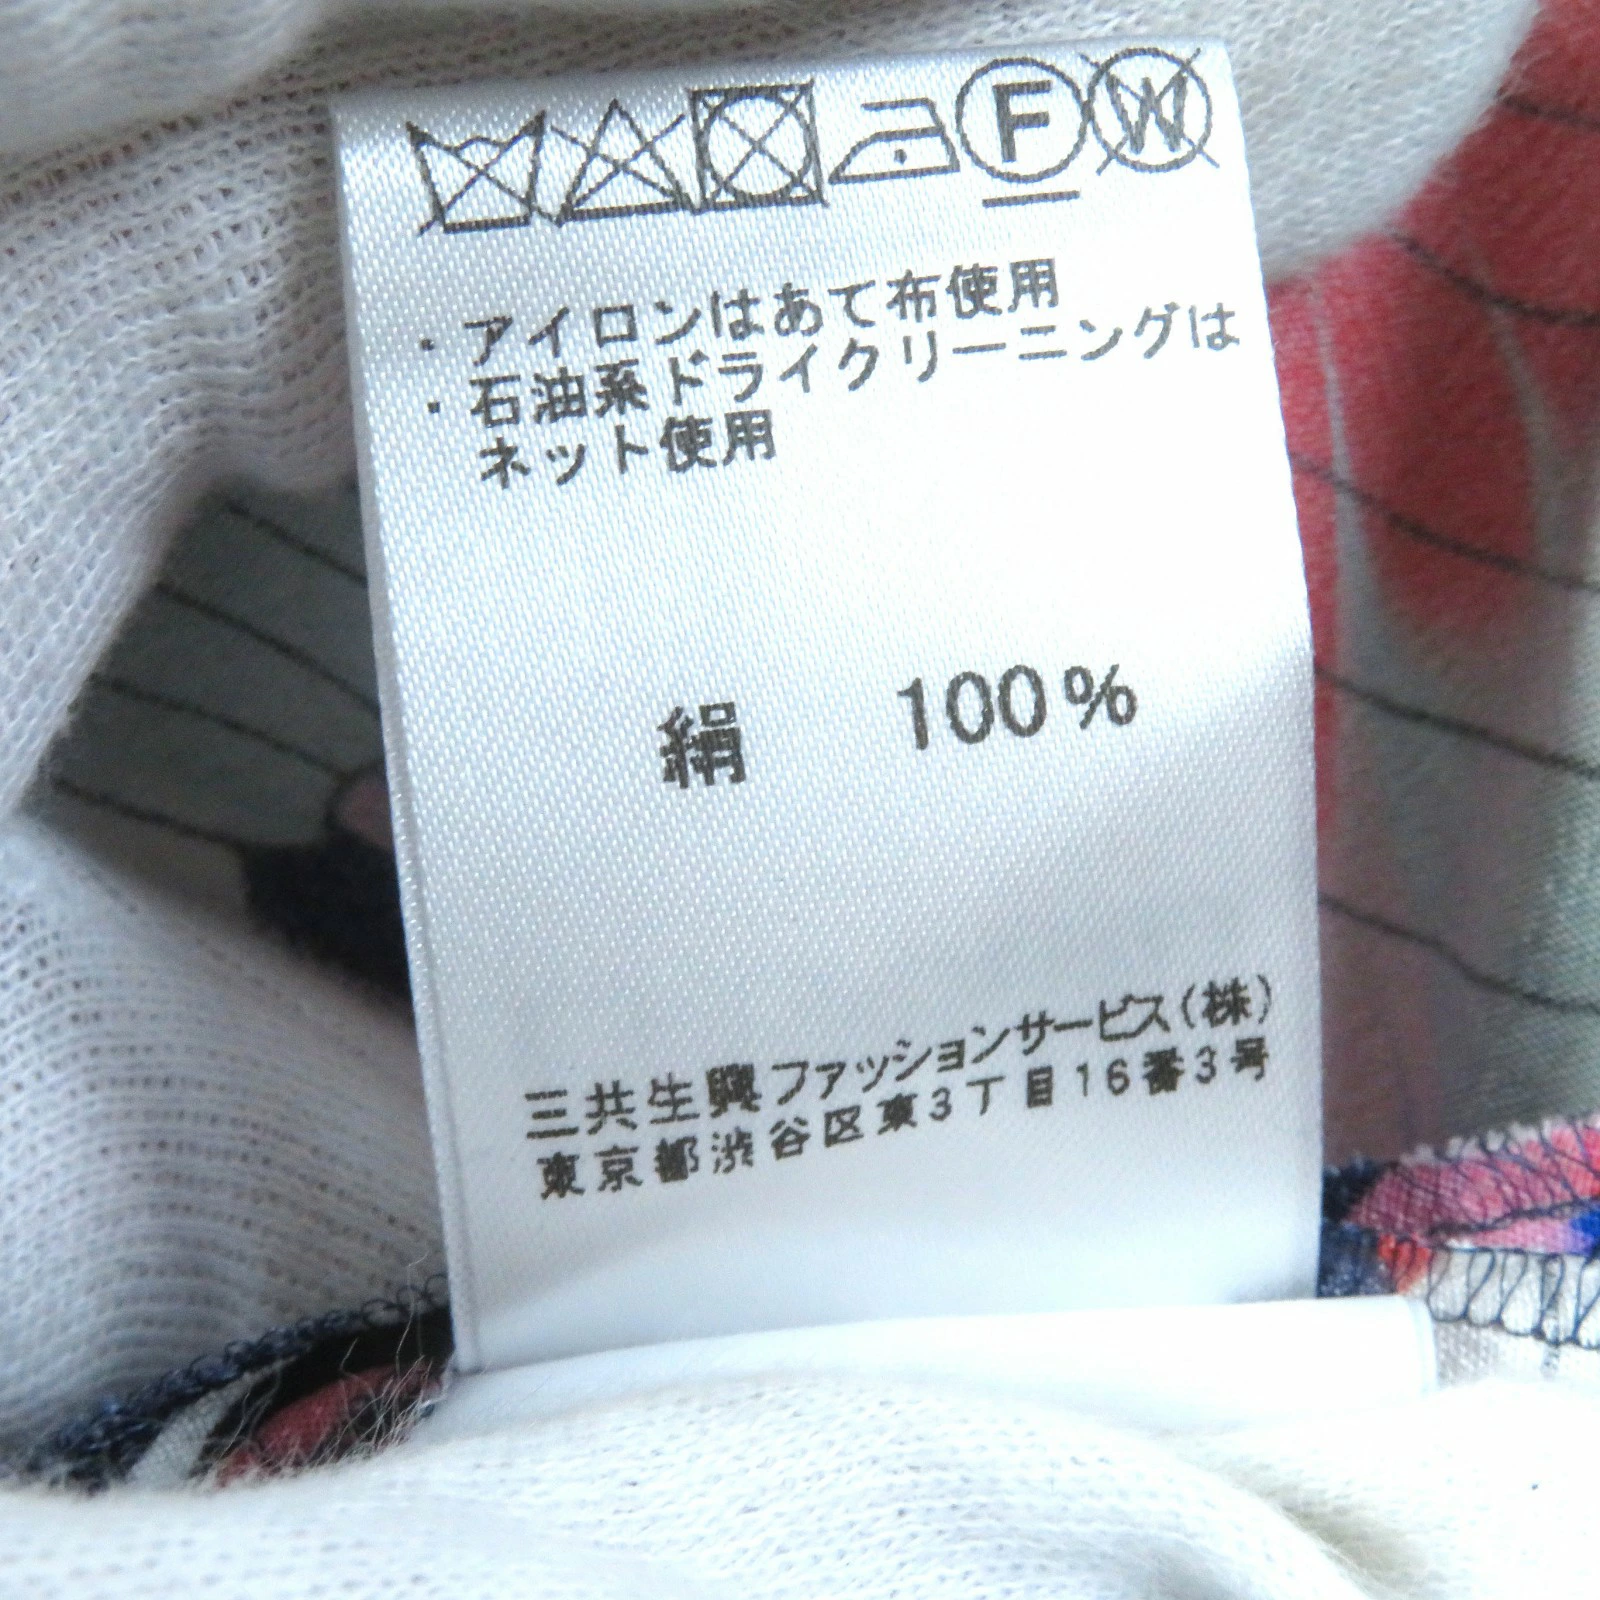 F W
・アイロンはあて布使用
・石油系ドライクリーニングは
ネット使用
絹 100%
三共生興ファッションサービス(株)
東京都渋谷区東3丁目16番3号